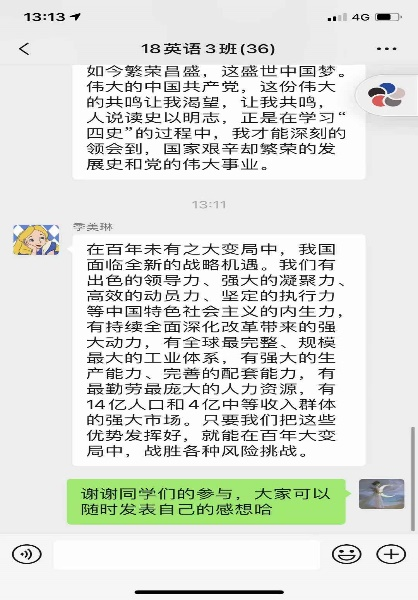 13:13
4G
18英语3班(36)
如今繁荣昌盛，这盛世中国梦。
伟大的中国共产党，这份伟大
的共鸣让我渴望，让我共鸣，
人说读史以明志，正是在学习“
四史”的过程中，我才能深刻的
领会到，国家艰辛却繁荣的发
展史和党的伟大事业。
13:11
季美琳
在百年未有之大变局中，我国
面临全新的战略机遇。我们有
出色的领导力、强大的凝聚力、
高效的动员力、坚定的执行力
等中国特色社会主义的内生力，
有持续全面深化改革带来的强
大动力，有全球最完整、规模
最大的工业体系，有强大的生
产能力、完善的配套能力，有
最勤劳最庞大的人力资源，有
14亿人口和4亿中等收入群体
的强大市场。只要我们把这些
优势发挥好，就能在百年大变
局中，战胜各种风险挑战。
谢谢同学们的参与，大家可以
随时发表自己的感想哈